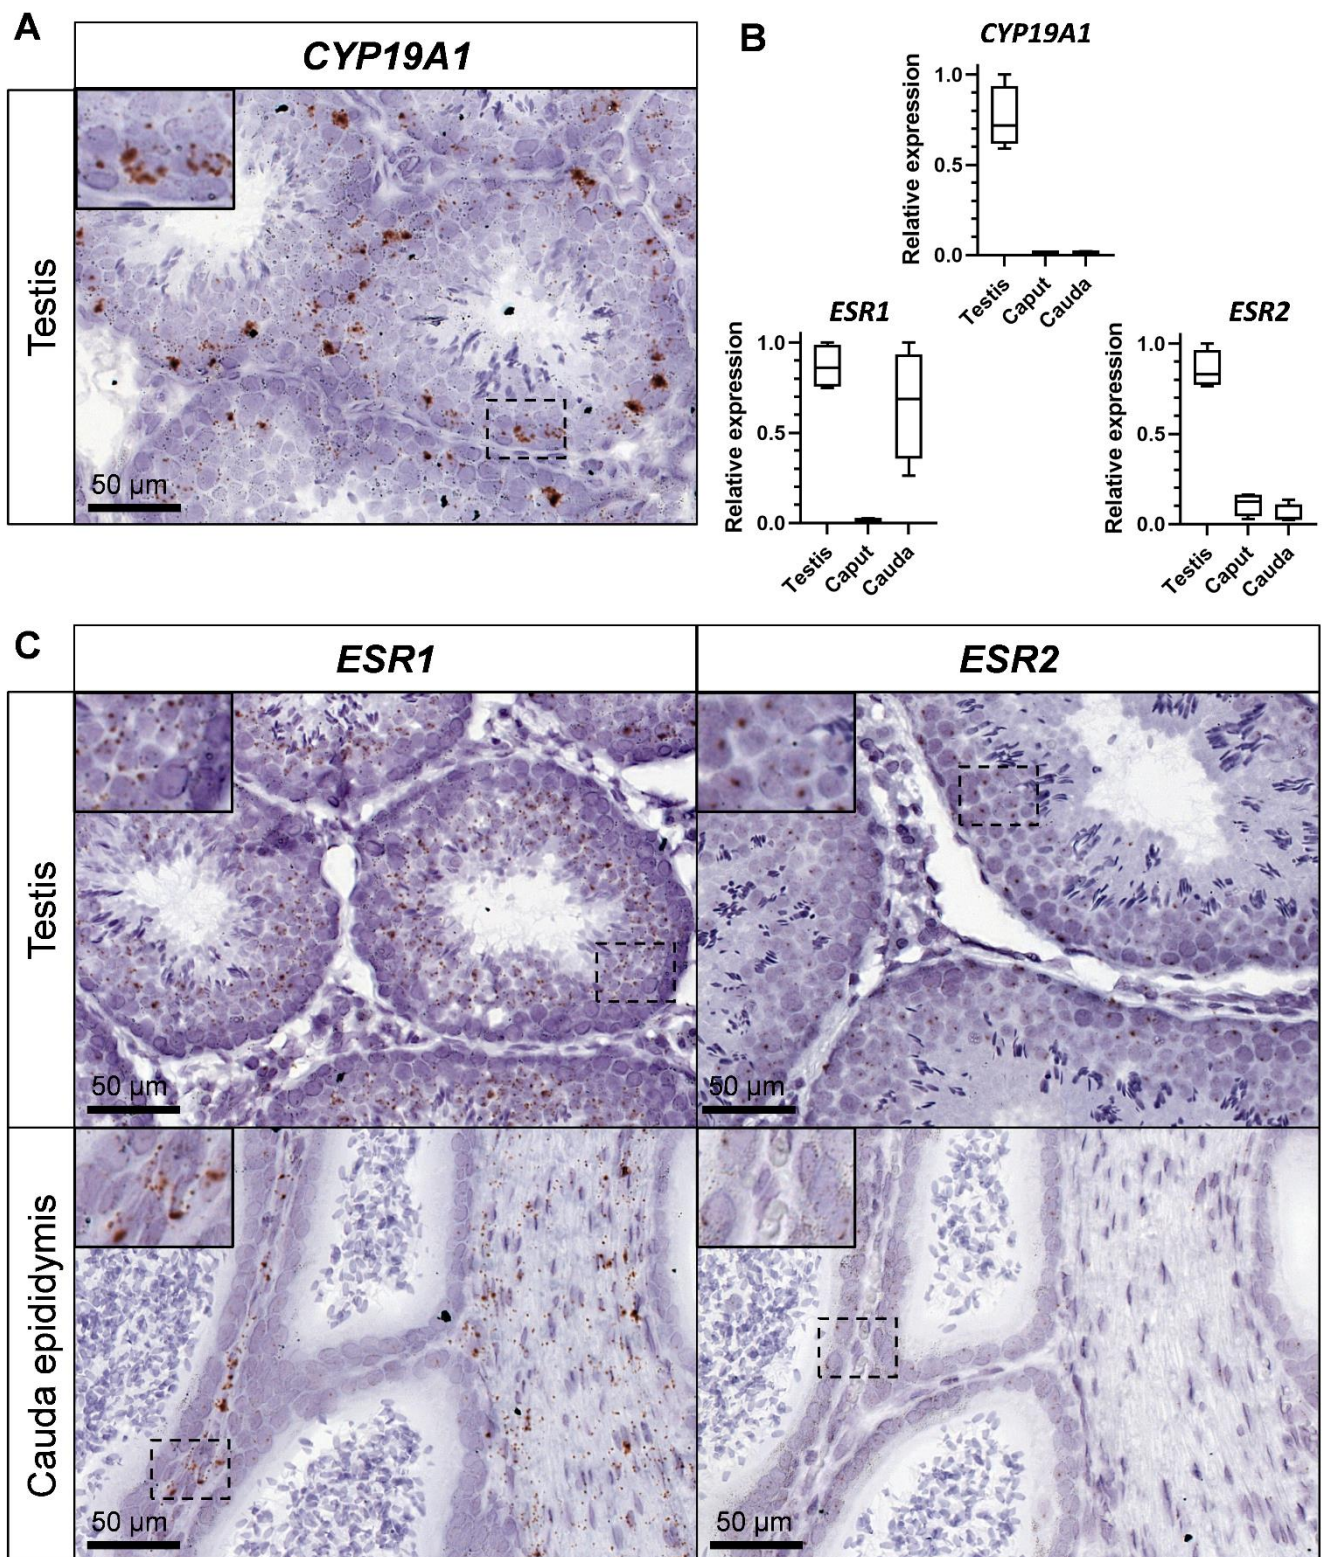 A
CYP19A1
Testis
50 µm
B
CYP19A1
Relative expression
1.0
0.5
0.0
Testis
Caput
Cauda
ESR1
Relative expression
1.0
0.5
0.0
Testis
Caput
Cauda
ESR2
Relative expression
1.0
0.5
0.0
Testis
Caput
Cauda
C
ESR1
ESR2
Testis
50 µm
50 µm
Cauda epididymis
50 µm
50 µm